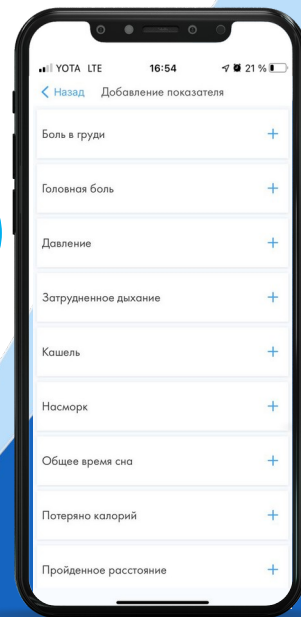 YOTA LTE 16:54 21 %
Назад Добавление показателя
Боль в груди
Головная боль
Давление
Затрудненное дыхание
Кашель
Насморк
Общее время сна
Потеряно калорий
Пройденное расстояние